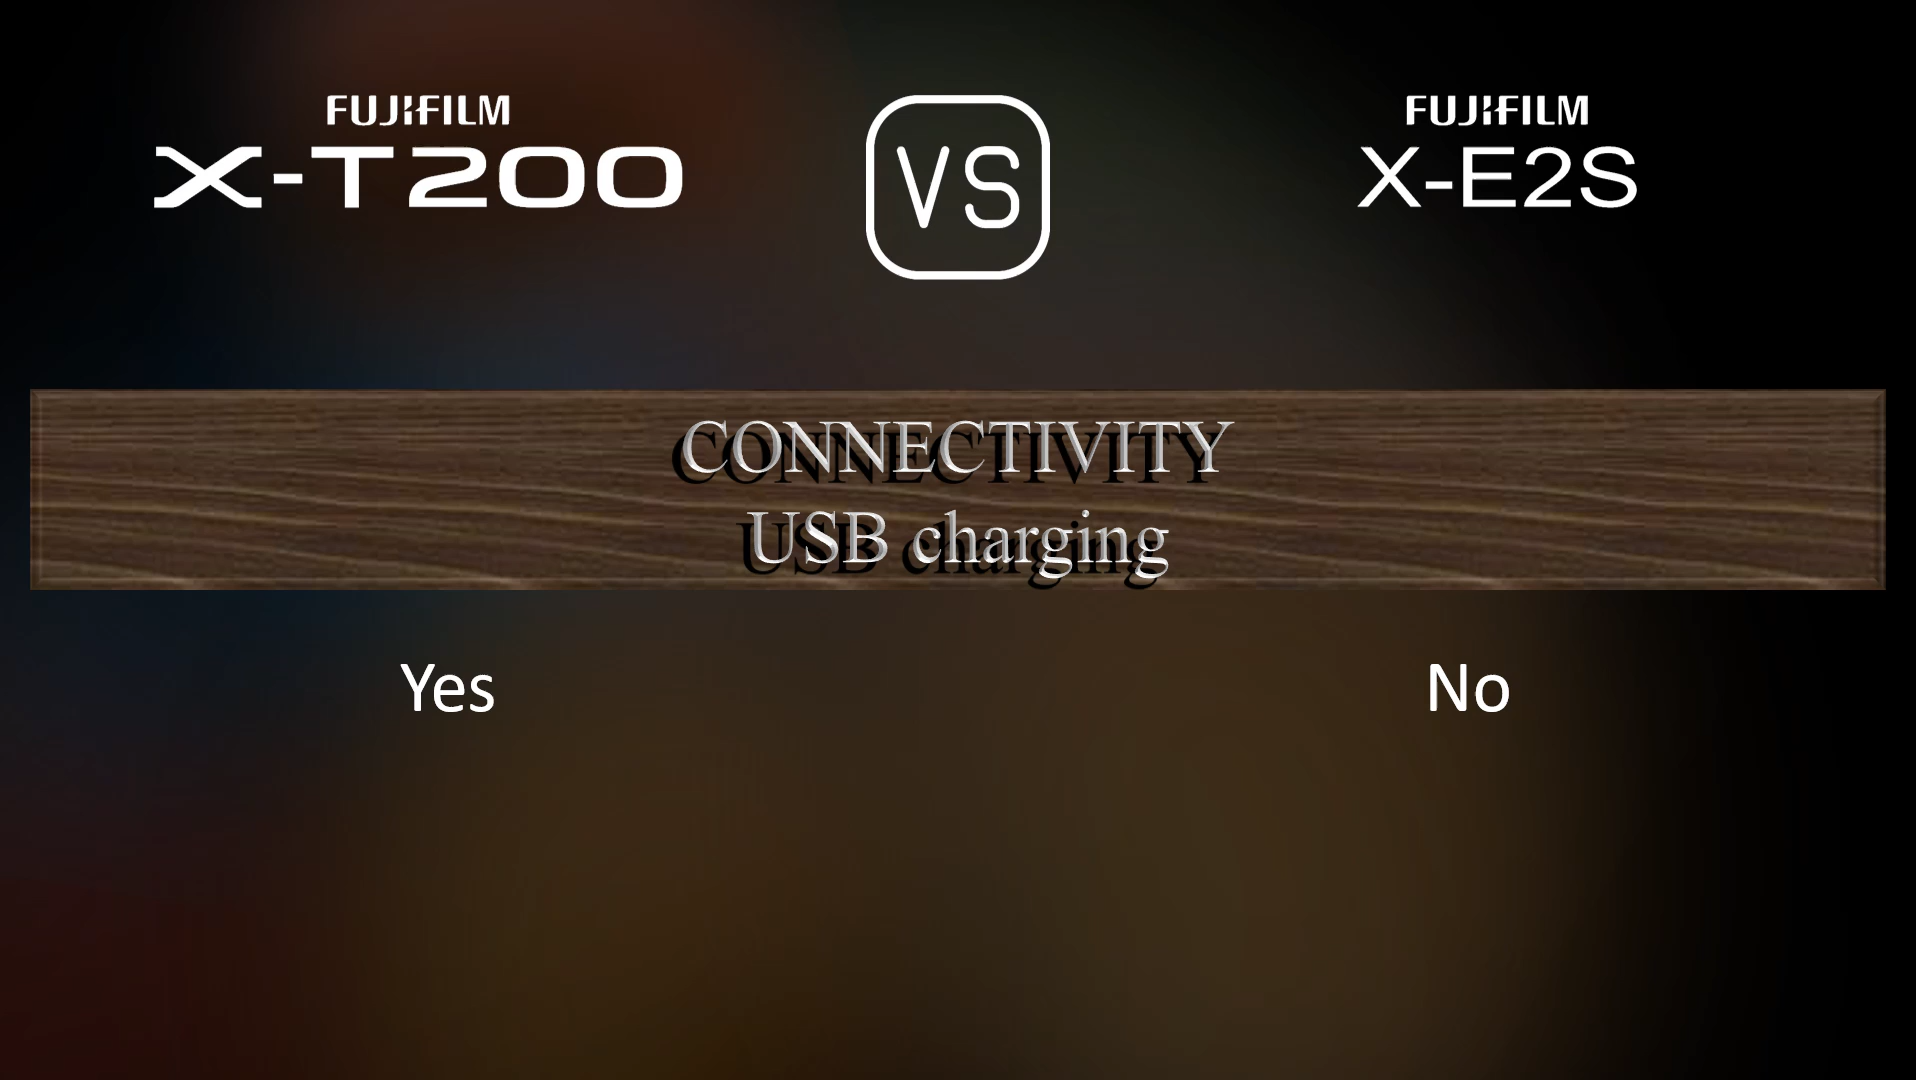 FUJIFILM
X-T200
VS
FUJIFILM
X-E2S
CONNECTIVITY
USB charging
Yes
No